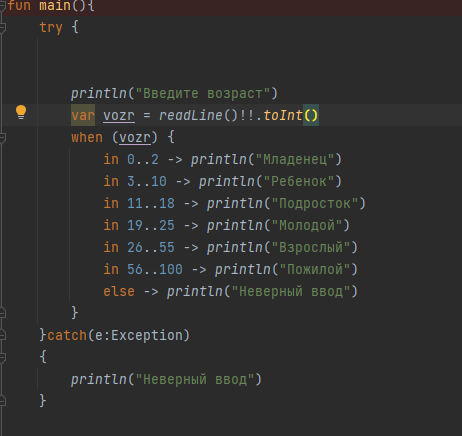 fun main(){
try {
println("Введите возраст")
var vozr = readLine()!!.toInt()
when (vozr) {
in 0..2 -> println("Младенец")
in 3..10 -> println("Ребенок")
in 11..18 -> println("Подросток")
in 19..25 -> println("Молодой")
in 26..55 -> println("Взрослый")
in 56..100 -> println("Пожилой")
else -> println("Неверный ввод")
}
}catch(e:Exception)
{
println("Неверный ввод")
}